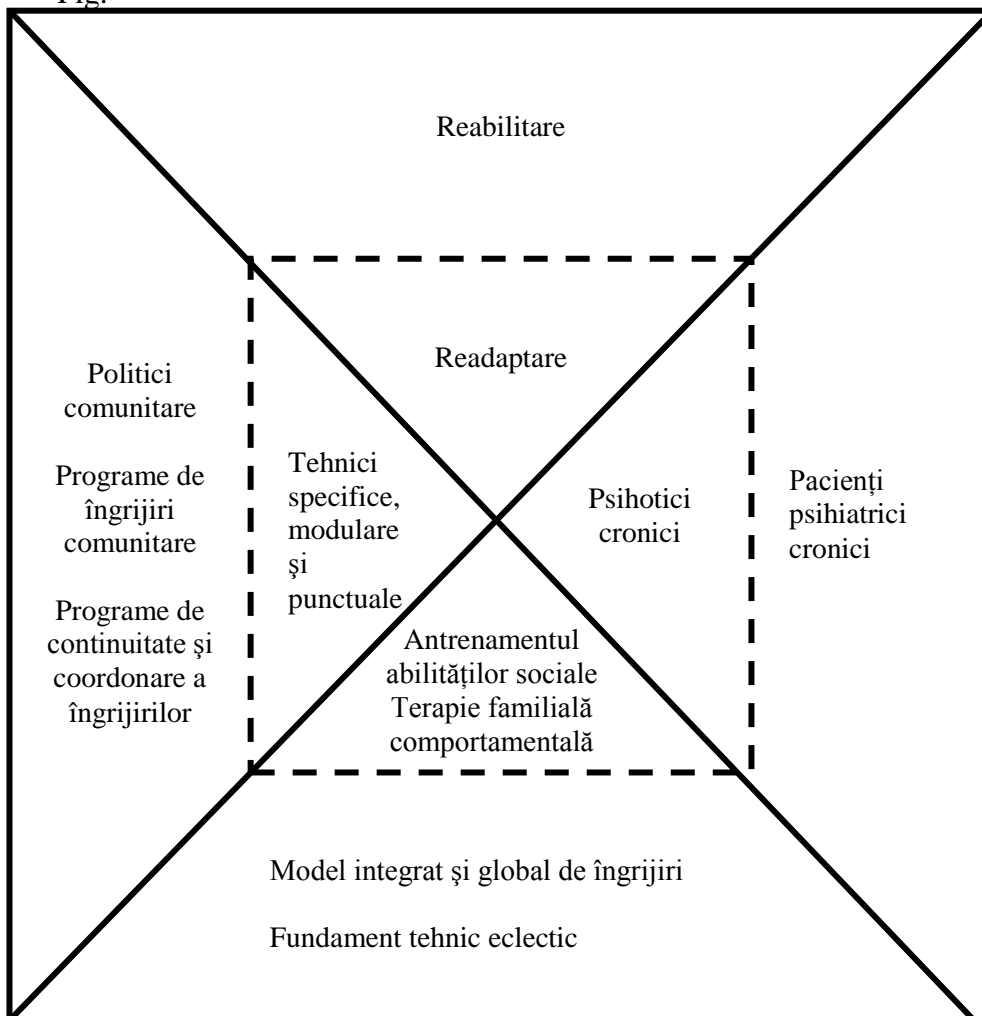 Fig.
Reabilitare
Readaptare
Politici
comunitare
Programe de
îngrijiri
comunitare
Programe de
continuitate şi
coordonare a
îngrijirilor
Tehnici
specifice,
modulare
şi
punctuale
Psihotici
cronici
Pacienți
psihiatrici
cronici
Antrenamentul
abilităților sociale
Terapie familială
comportamentală
Model integrat şi global de îngrijiri
Fundament tehnic eclectic